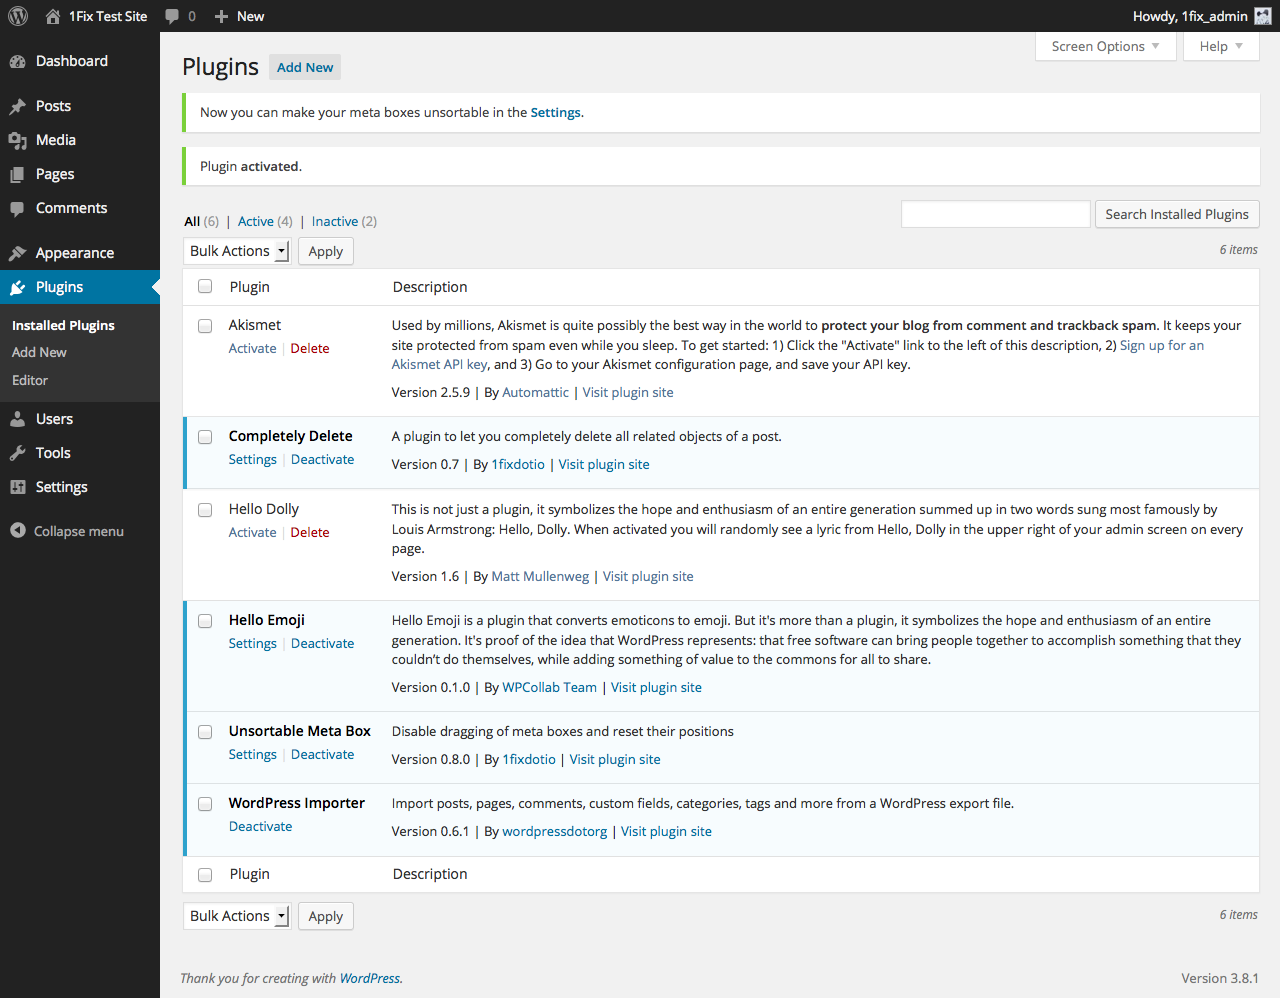 1Fix Test Site 0 New Howdy, 1fix_admin
Screen Options Help
Dashboard
Posts
Media
Pages
Comments
Appearance
Plugins
Installed Plugins
Add New
Editor
Users
Tools
Settings
Collapse menu
Plugins Add New
Now you can make your meta boxes unsortable in the Settings.
Plugin activated.
All (6) | Active (4) | Inactive (2)
Search Installed Plugins
Bulk Actions Apply
6 items
Plugin Description
Akismet
Activate | Delete
Used by millions, Akismet is quite possibly the best way in the world to protect your blog from comment and trackback spam. It keeps your
site protected from spam even while you sleep. To get started: 1) Click the "Activate" link to the left of this description, 2) Sign up for an
Akismet API key, and 3) Go to your Akismet configuration page, and save your API key.
Version 2.5.9 | By Automattic | Visit plugin site
Completely Delete
Settings | Deactivate
A plugin to let you completely delete all related objects of a post.
Version 0.7 | By 1fixdotio | Visit plugin site
Hello Dolly
Activate | Delete
This is not just a plugin, it symbolizes the hope and enthusiasm of an entire generation summed up in two words sung most famously by
Louis Armstrong: Hello, Dolly. When activated you will randomly see a lyric from Hello, Dolly in the upper right of your admin screen on every
page.
Version 1.6 | By Matt Mullenweg | Visit plugin site
Hello Emoji
Settings | Deactivate
Hello Emoji is a plugin that converts emoticons to emoji. But it's more than a plugin, it symbolizes the hope and enthusiasm of an entire
generation. It's proof of the idea that WordPress represents: that free software can bring people together to accomplish something that they
couldn't do themselves, while adding something of value to the commons for all to share.
Version 0.1.0 | By WPCollab Team | Visit plugin site
Unsortable Meta Box
Settings | Deactivate
Disable dragging of meta boxes and reset their positions
Version 0.8.0 | By 1fixdotio | Visit plugin site
WordPress Importer
Deactivate
Import posts, pages, comments, custom fields, categories, tags and more from a WordPress export file.
Version 0.6.1 | By wordpressdotorg | Visit plugin site
Plugin Description
Bulk Actions Apply
6 items
Thank you for creating with WordPress.
Version 3.8.1